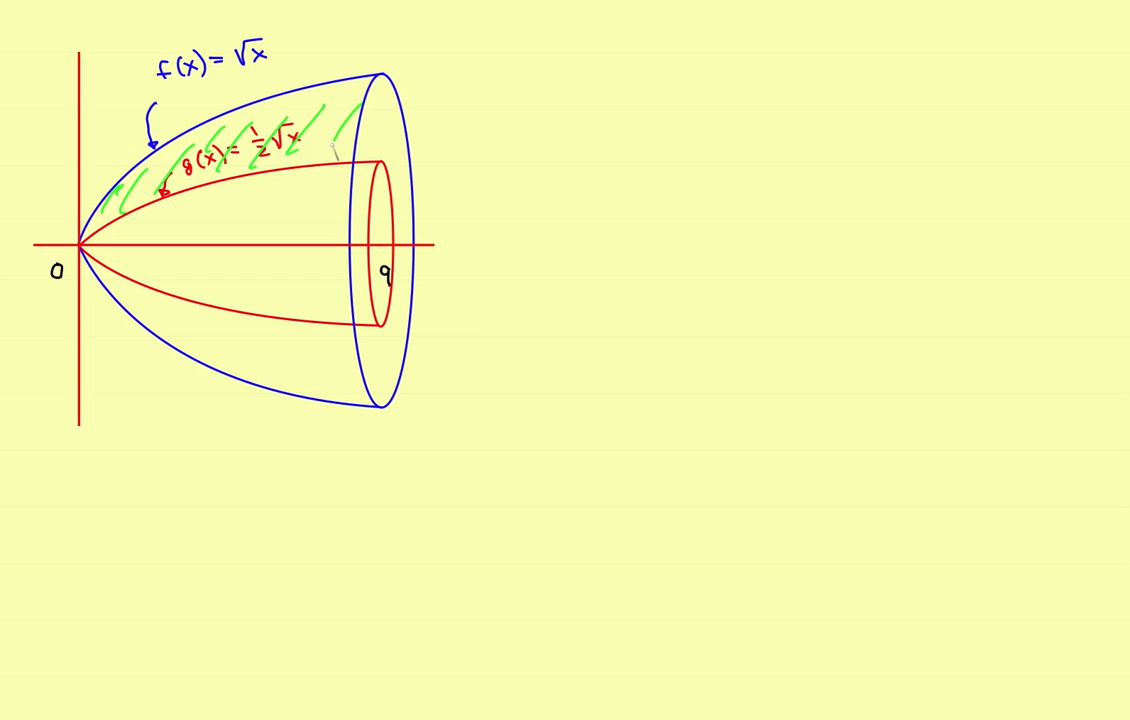 f(x) = √x
g(x) = 1/2 √x
0
9